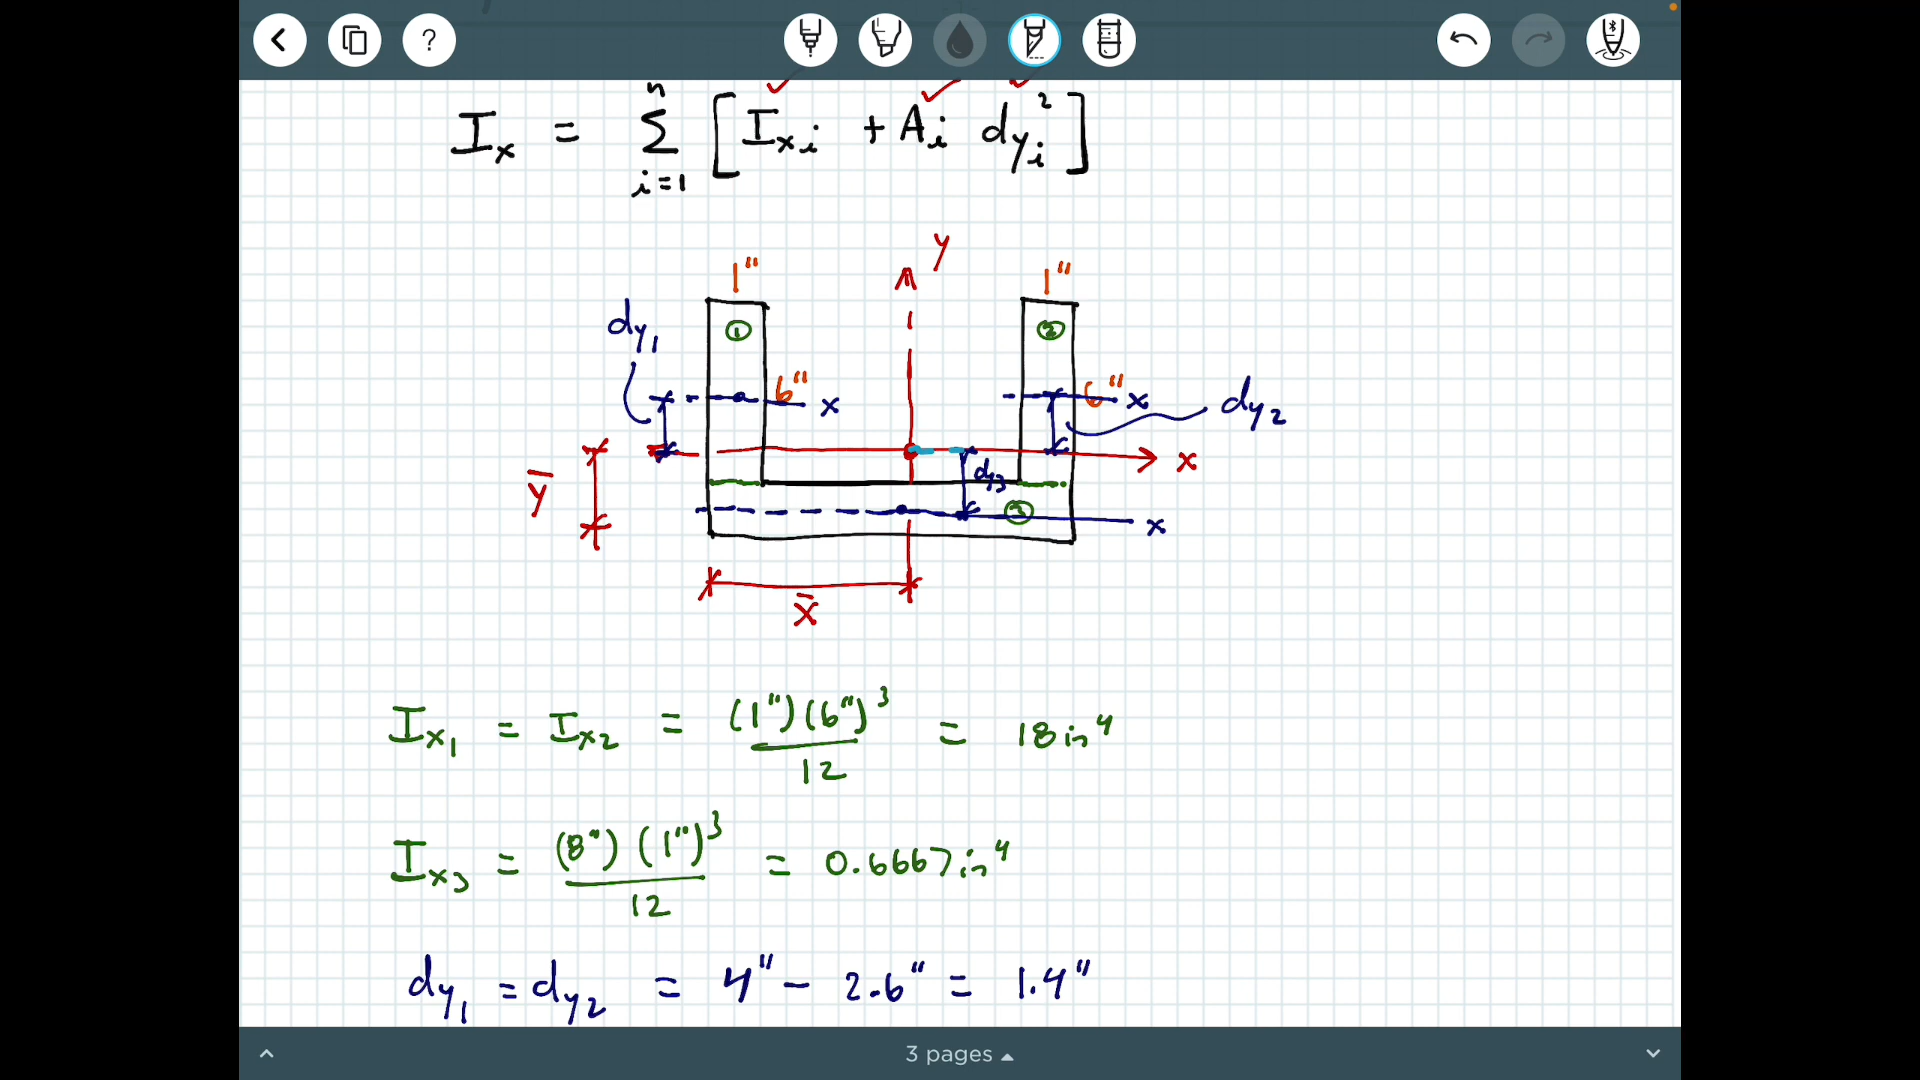 ?
Iₓ = Σ [ Iₓᵢ + Aᵢ dyᵢ² ]
n
i=1
y
1" 1"
dy₁ ① ②
6" x 6" x dy₂
ȳ x
dy₃
③ x
x̄
Iₓ₁ = Iₓ₂ = (1")(6")³ / 12 = 18 in⁴
Iₓ₃ = (8")(1")³ / 12 = 0.6667 in⁴
dy₁ = dy₂ = 4" - 2.6" = 1.4"
3 pages